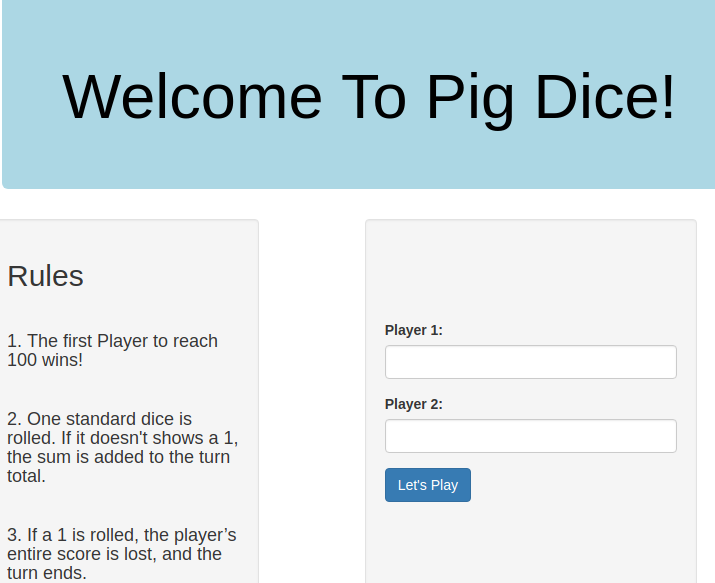 Welcome To Pig Dice!
Rules
1. The first Player to reach
100 wins!
2. One standard dice is
rolled. If it doesn't shows a 1,
the sum is added to the turn
total.
3. If a 1 is rolled, the player’s
entire score is lost, and the
turn ends.
Player 1:
Player 2:
Let's Play